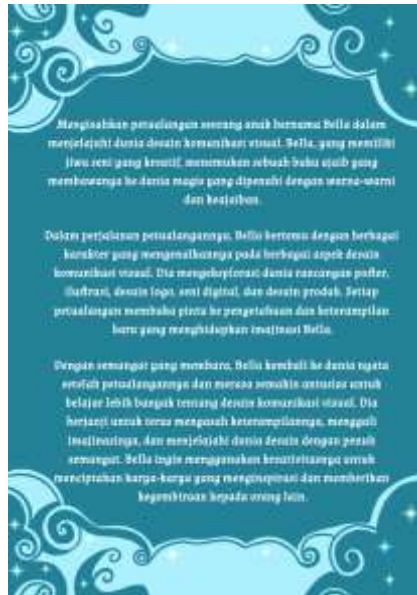 Mengisahkan petualangan seorang anak bernama Bella dalam
menjelajahi dunia desain komunikasi visual. Bella, yang memiliki
jiwa seni yang kreatif, menemukan sebuah buku ajaib yang
membawanya ke dunia magis yang dipenuhi dengan warna-warni
dan keajaiban.
Dalam perjalanan petualangannya, Bella bertemu dengan berbagai
karakter yang mengenalkannya pada berbagai aspek desain
komunikasi visual. Dia mengeksplorasi dunia rancangan poster,
ilustrasi, desain logo, seni digital, dan desain produk. Setiap
petualangan membuka pintu ke pengetahuan dan keterampilan
baru yang menghidupkan imajinasi Bella.
Dengan semangat yang membara, Bella kembali ke dunia nyata
setelah petualangannya dan merasa semakin antusias untuk
belajar lebih banyak tentang desain komunikasi visual. Dia
berjanji untuk terus mengasah keterampilannya, menggali
imajinasinya, dan menjelajahi dunia desain dengan penuh
semangat. Bella ingin menggunakan kreativitasnya untuk
menciptakan karya-karya yang menginspirasi dan memberikan
kegembiraan kepada orang lain.